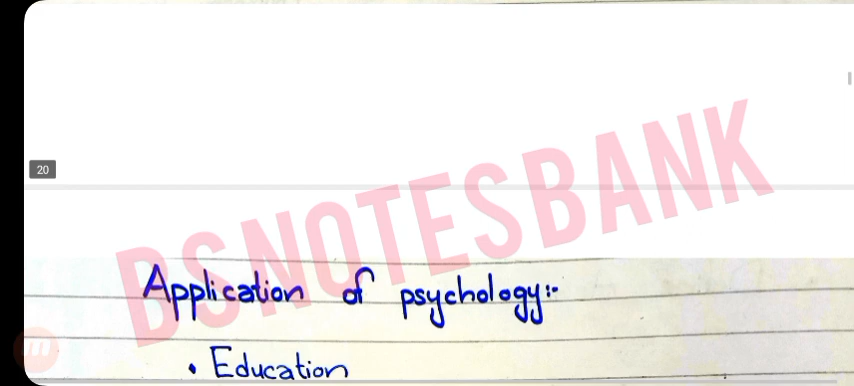 20
BSNOTESBANK
Application of psychology:-
• Education